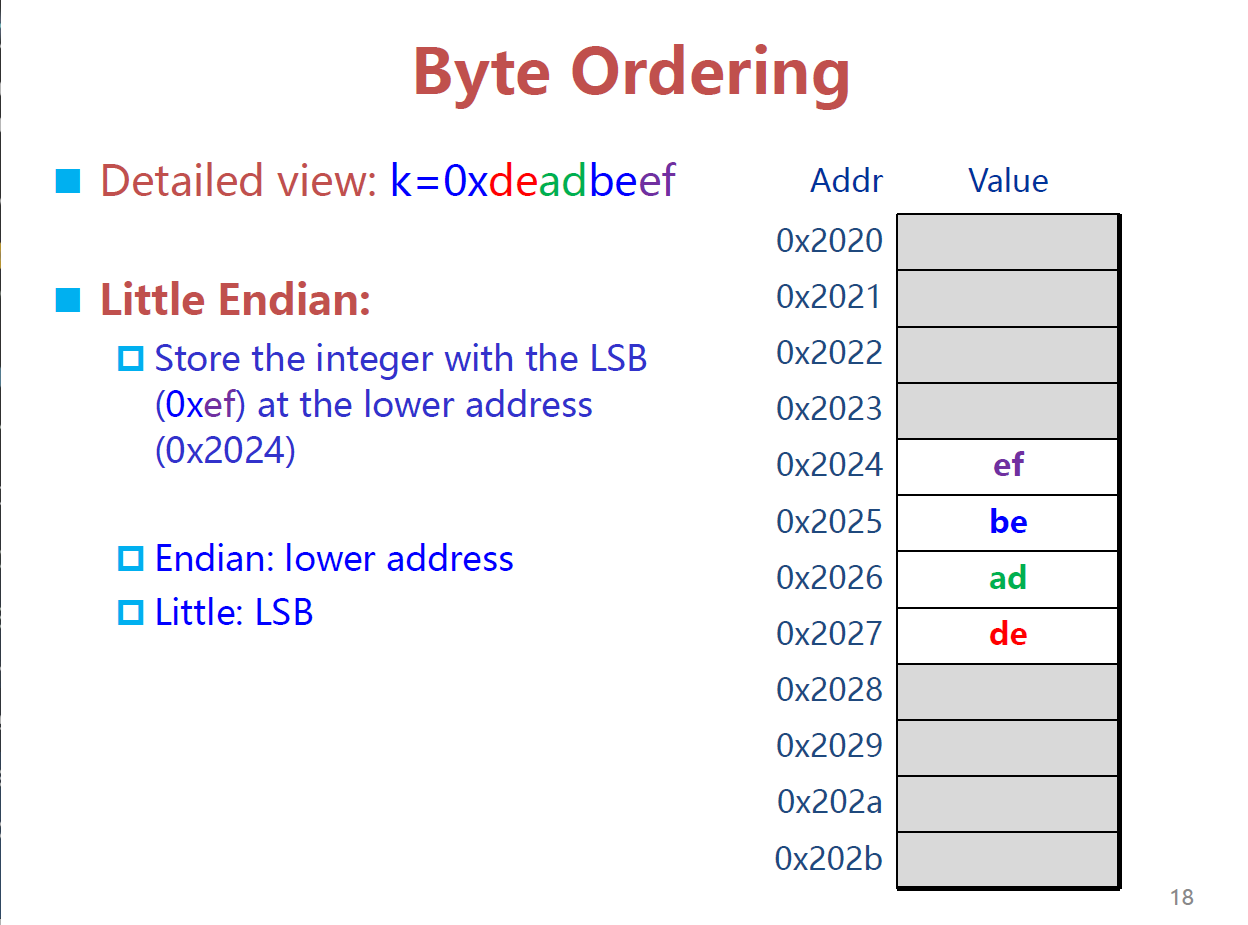 Byte Ordering
Detailed view: k=0xdeadbeef
Little Endian:
Store the integer with the LSB
(0xef) at the lower address
(0x2024)
Endian: lower address
Little: LSB
Addr Value
0x2020
0x2021
0x2022
0x2023
0x2024 ef
0x2025 be
0x2026 ad
0x2027 de
0x2028
0x2029
0x202a
0x202b
18